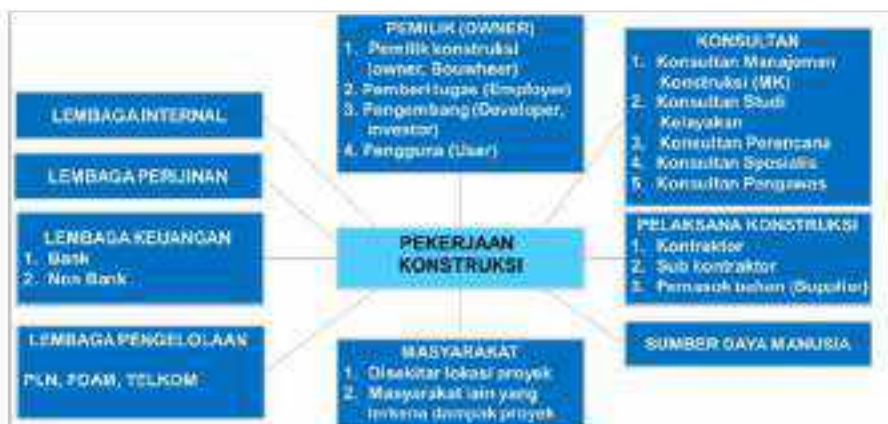 PEMILIK (OWNER)
1. Pemilik konstruksi
(owner, Bouwheer)
2. Pemberi tugas (Employer)
3. Pengembang (Developer,
investor)
4. Pengguna (User)
KONSULTAN
1. Konsultan Manajemen
Konstruksi (MK)
2. Konsultan Studi
Kelayakan
3. Konsultan Perencana
4. Konsultan Spesialis
5. Konsultan Pengawas
LEMBAGA INTERNAL
LEMBAGA PERIJINAN
LEMBAGA KEUANGAN
1. Bank
2. Non Bank
PEKERJAAN
KONSTRUKSI
PELAKSANA KONSTRUKSI
1. Kontraktor
2. Sub kontraktor
3. Pemasok bahan (Supplier)
LEMBAGA PENGELOLAAN
PLN, PDAM, TELKOM
MASYARAKAT
1. Disekitar lokasi proyek
2. Masyarakat lain yang
terkena dampak proyek
SUMBER DAYA MANUSIA